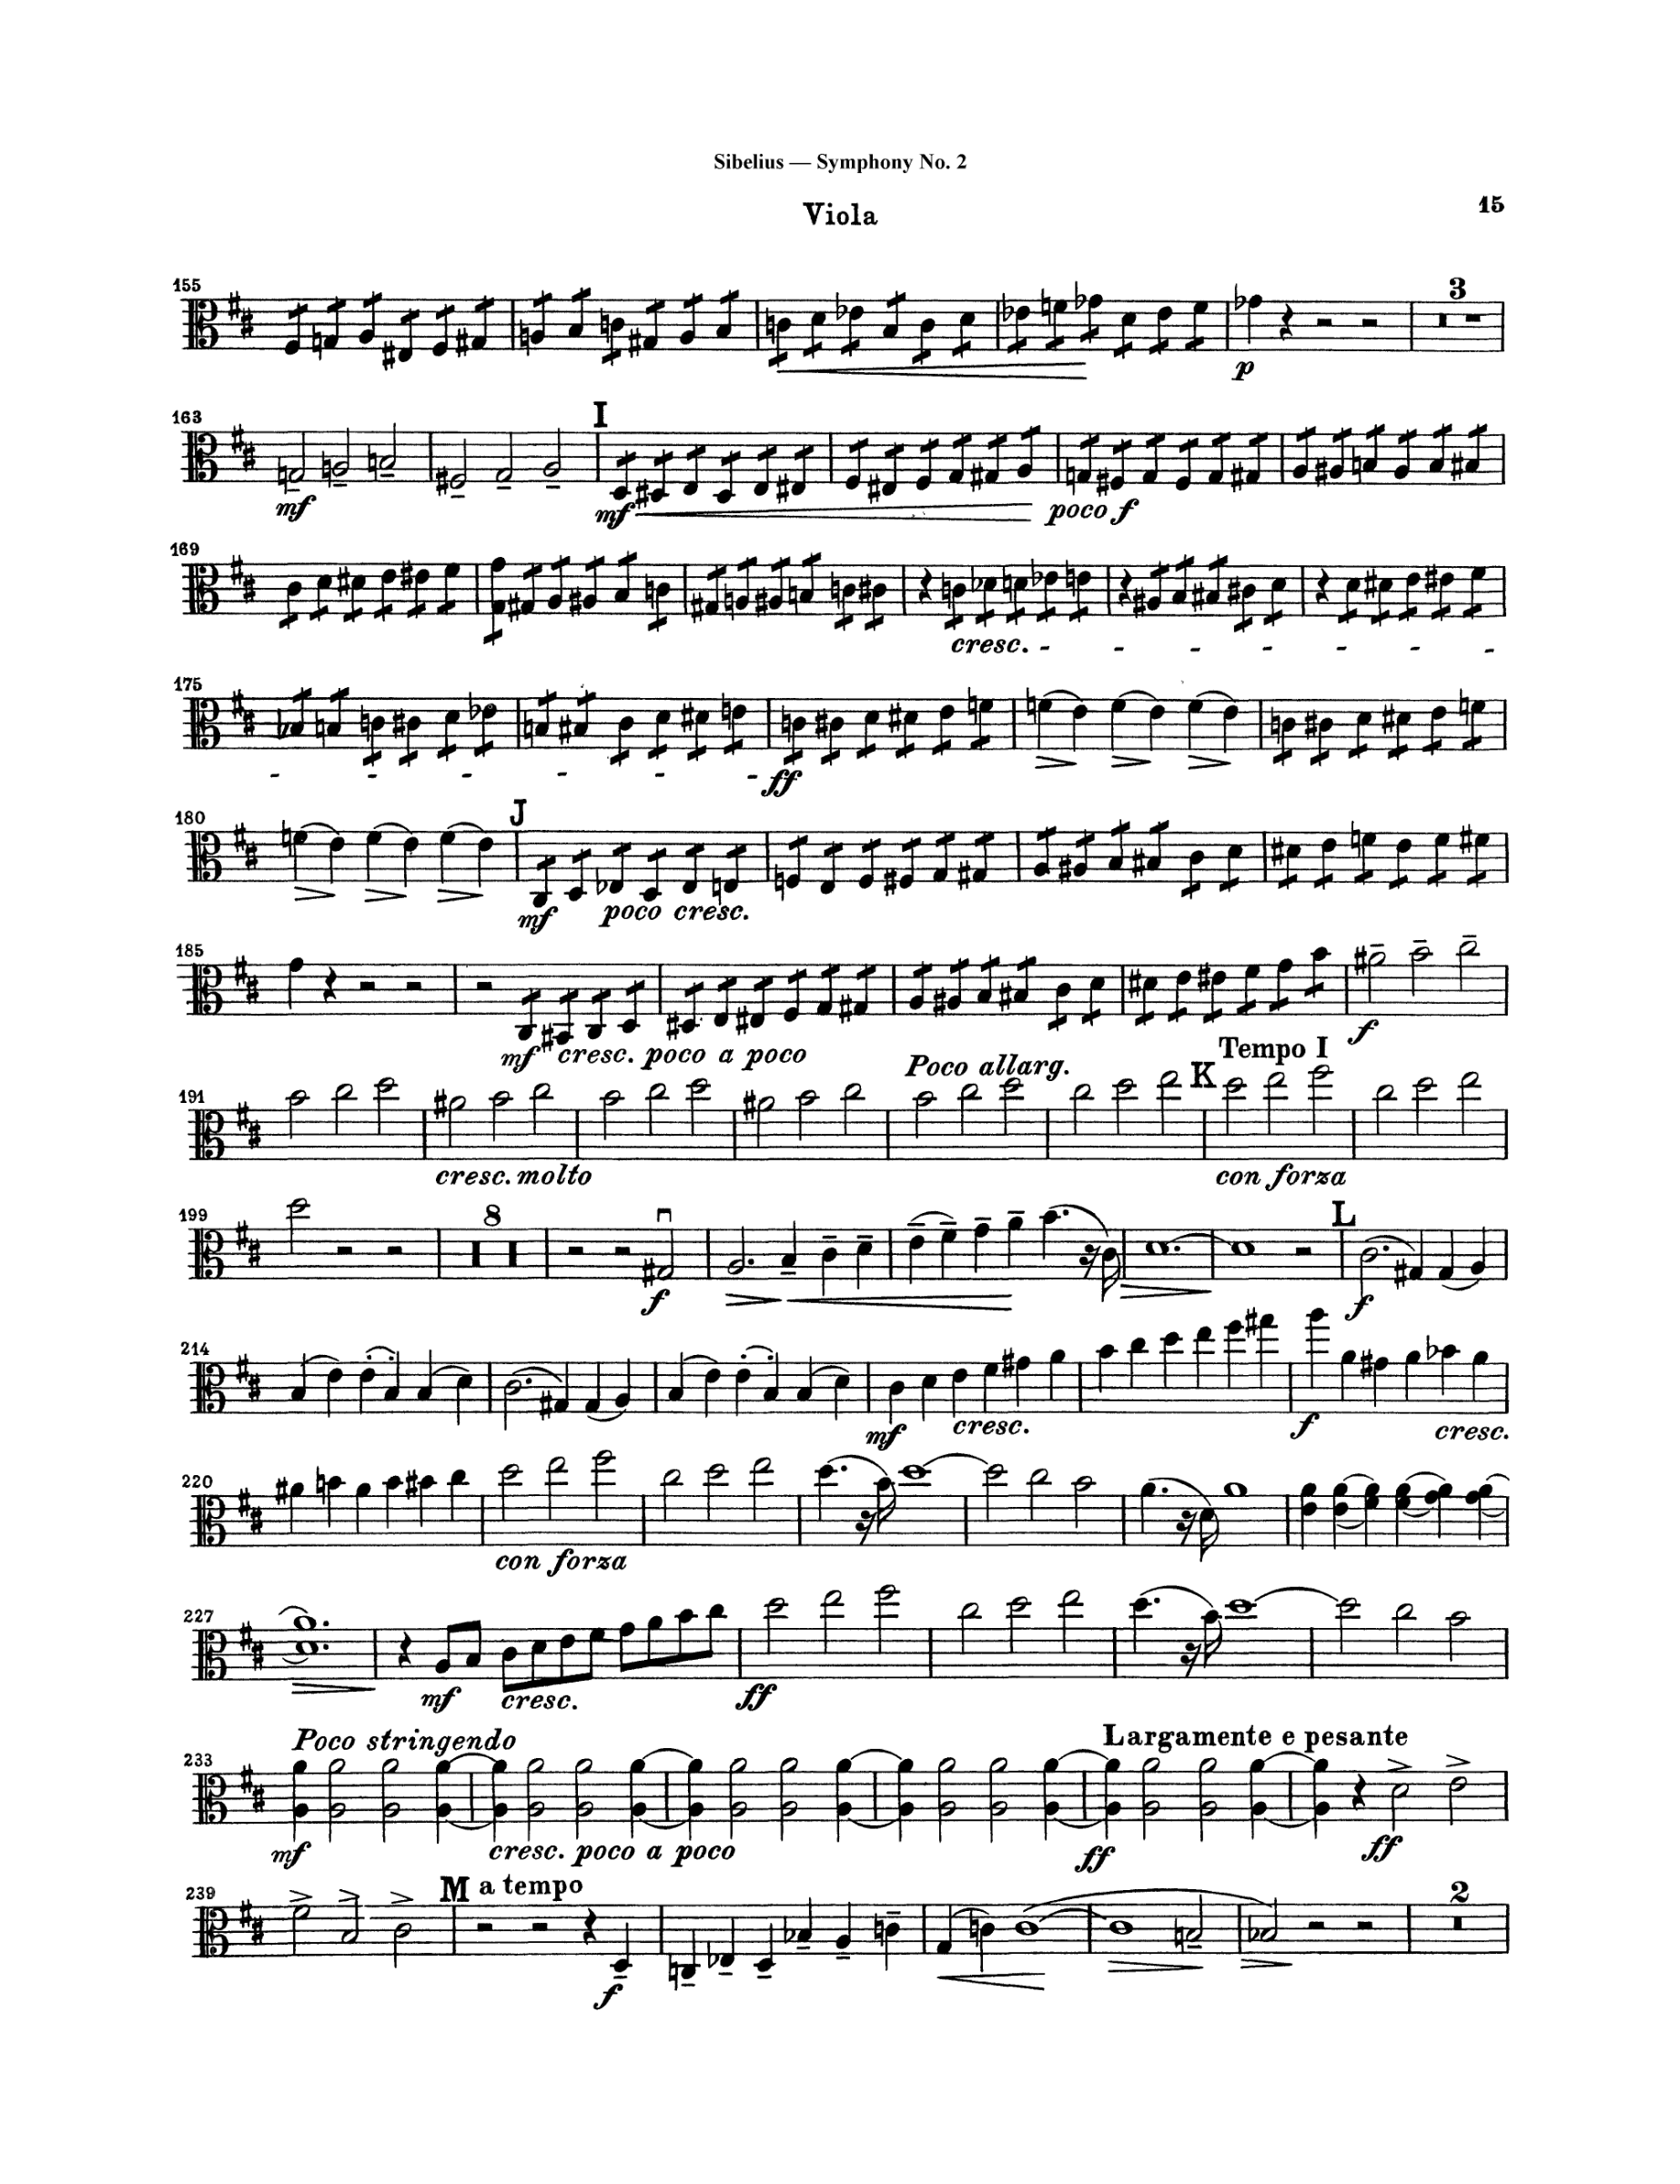 Sibelius — Symphony No. 2
15
Viola
155
3
p
163
I
mf
mf
poco f
169
cresc. - - - - - - -
175
- - - - - - -
ff
180
J
mf
poco cresc.
185
mf
cresc. poco a poco
f
191
Poco allarg.
K
Tempo I
cresc. molto
con forza
199
8
L
f
f
214
mf
cresc.
f
cresc.
220
con forza
227
mf
cresc.
ff
233
Poco stringendo
Largamente e pesante
mf
cresc. poco a poco
ff
ff
239
M a tempo
2
f